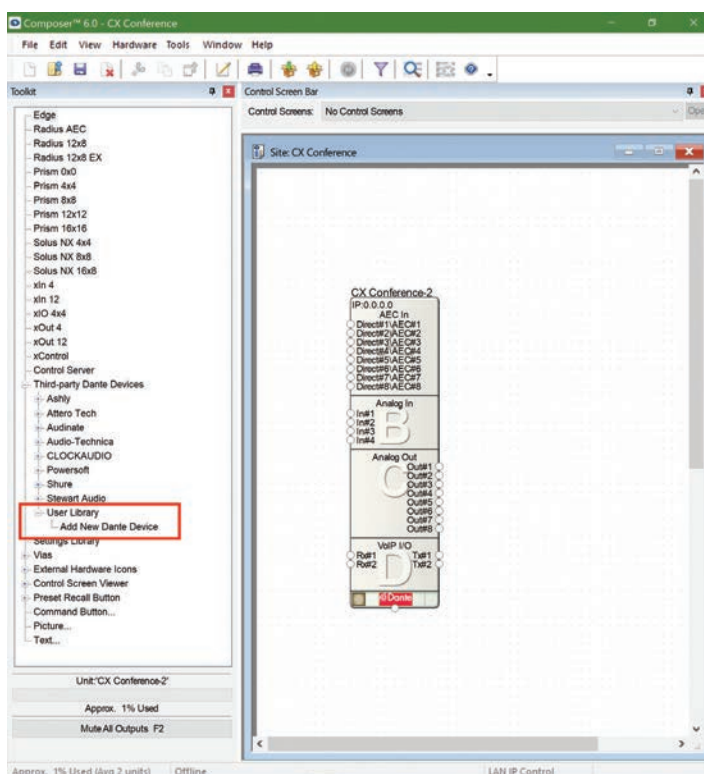 Composer™ 6.0 - CX Conference
File Edit View Hardware Tools Window Help
Toolkit
Control Screen Bar
Control Screens: No Control Screens
Ope
Edge
Radius AEC
Radius 12x8
Radius 12x8 EX
Prism 0x0
Prism 4x4
Prism 8x8
Prism 12x12
Prism 16x16
Solus NX 4x4
Solus NX 8x8
Solus NX 16x8
xIn 4
xIn 12
xIO 4x4
xOut 4
xOut 12
xControl
Control Server
Third-party Dante Devices
Ashly
Attero Tech
Audinate
Audio-Technica
CLOCKAUDIO
Powersoft
Shure
Stewart Audio
User Library
Add New Dante Device
Settings Library
Vias
External Hardware Icons
Control Screen Viewer
Preset Recall Button
Command Button...
Picture...
Text...
Unit:'CX Conference-2'
Approx. 1% Used
Mute All Outputs F2
Site: CX Conference
CX Conference-2
IP:0.0.0.0
AEC In
Direct#1\AEC#1
Direct#2\AEC#2
Direct#3\AEC#3
Direct#4\AEC#4
Direct#5\AEC#5
Direct#6\AEC#6
Direct#7\AEC#7
Direct#8\AEC#8
Analog In
B
In#1
In#2
In#3
In#4
Analog Out
C
Out#1
Out#2
Out#3
Out#4
Out#5
Out#6
Out#7
Out#8
VoIP I/O
D
Rx#1 Tx#1
Rx#2 Tx#2
Dante
Approx. 1% Used (Avg 2 units) Offline LAN IP Control